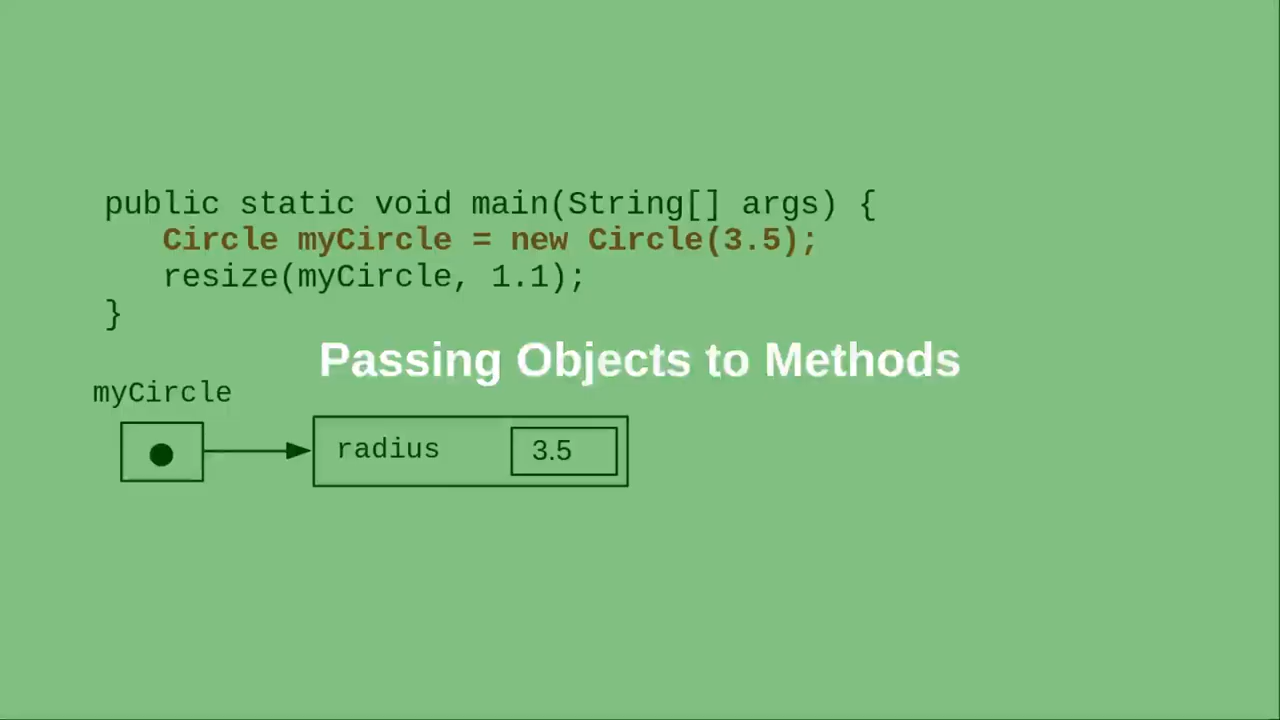 public static void main(String[] args) {
Circle myCircle = new Circle(3.5);
resize(myCircle, 1.1);
}
Passing Objects to Methods
myCircle
radius 3.5